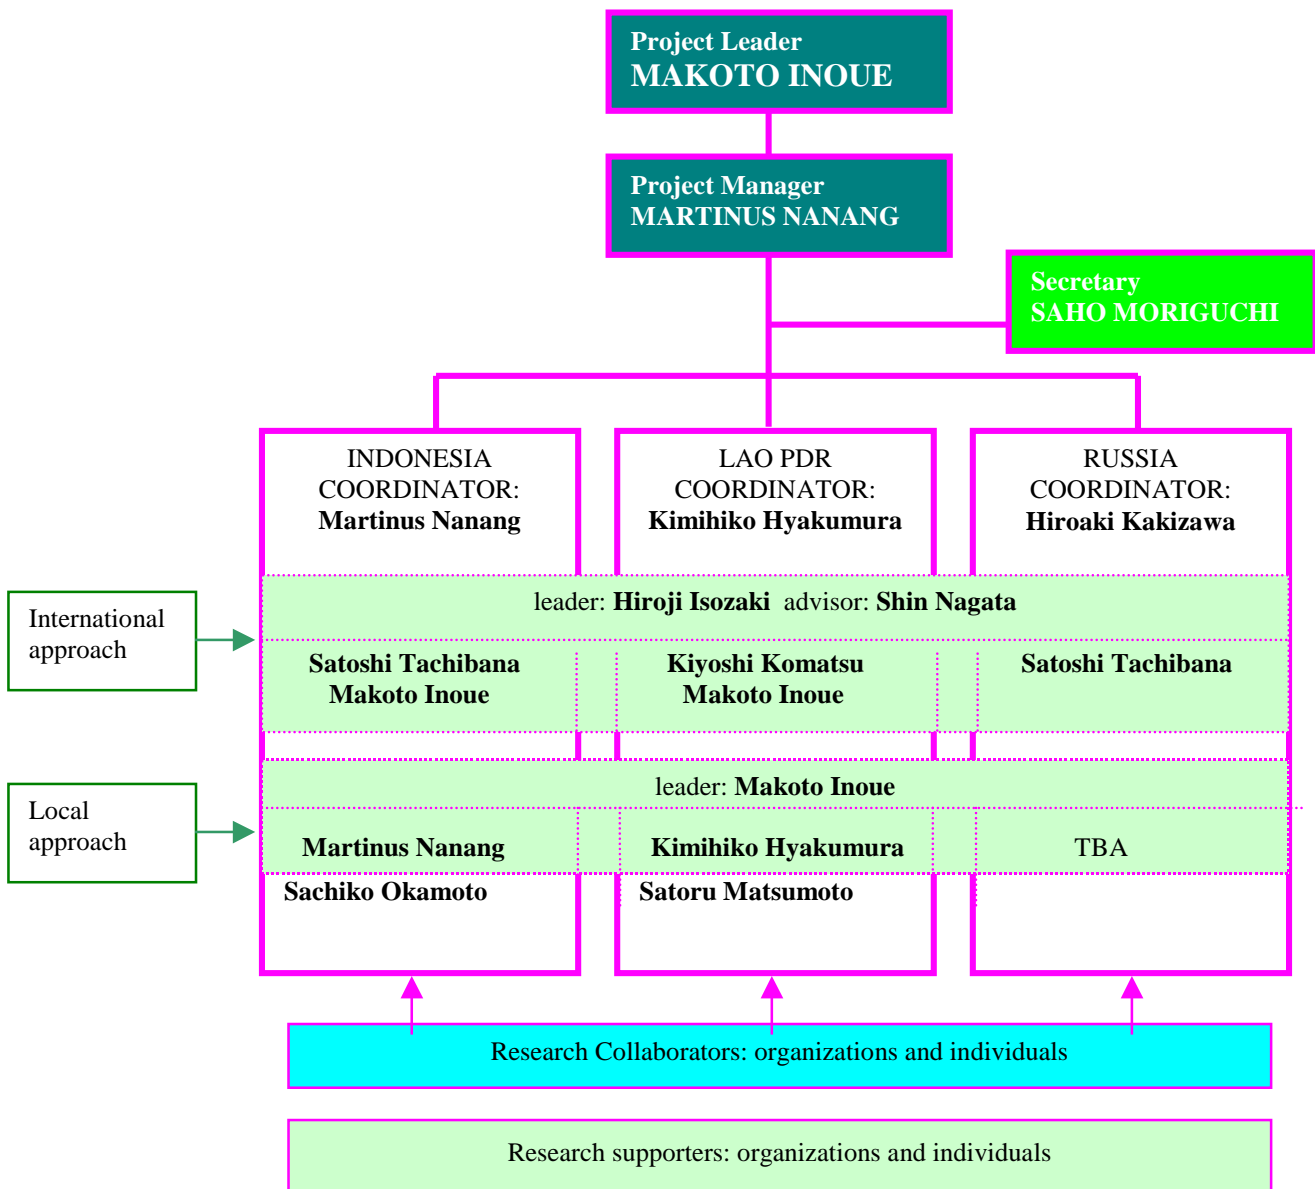 Project Leader
MAKOTO INOUE
Project Manager
MARTINUS NANANG
Secretary
SAHO MORIGUCHI
INDONESIA
COORDINATOR:
Martinus Nanang
LAO PDR
COORDINATOR:
Kimihiko Hyakumura
RUSSIA
COORDINATOR:
Hiroaki Kakizawa
International
approach
leader: Hiroji Isozaki advisor: Shin Nagata
Satoshi Tachibana
Makoto Inoue
Kiyoshi Komatsu
Makoto Inoue
Satoshi Tachibana
Local
approach
leader: Makoto Inoue
Martinus Nanang
Sachiko Okamoto
Kimihiko Hyakumura
Satoru Matsumoto
TBA
Research Collaborators: organizations and individuals
Research supporters: organizations and individuals